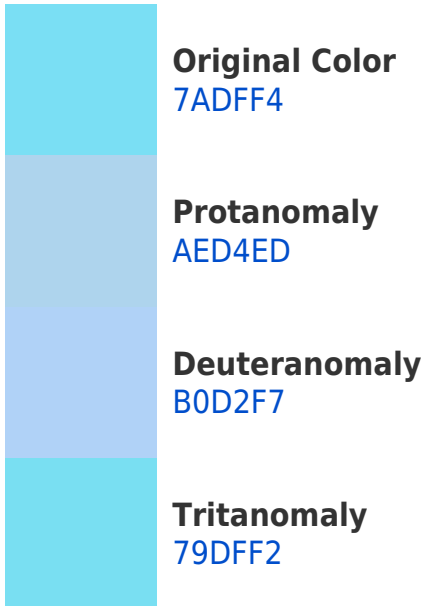 Original Color
7ADFF4
Protanomaly
AED4ED
Deuteranomaly
B0D2F7
Tritanomaly
79DFF2